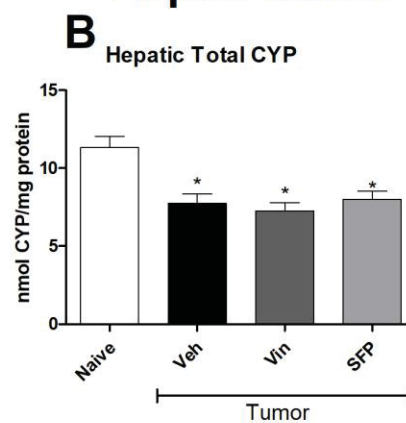 B
Hepatic Total CYP
nmol CYP/mg protein
15
10
5
0
*
*
*
Naive
Veh
Vin
SFP
Tumor